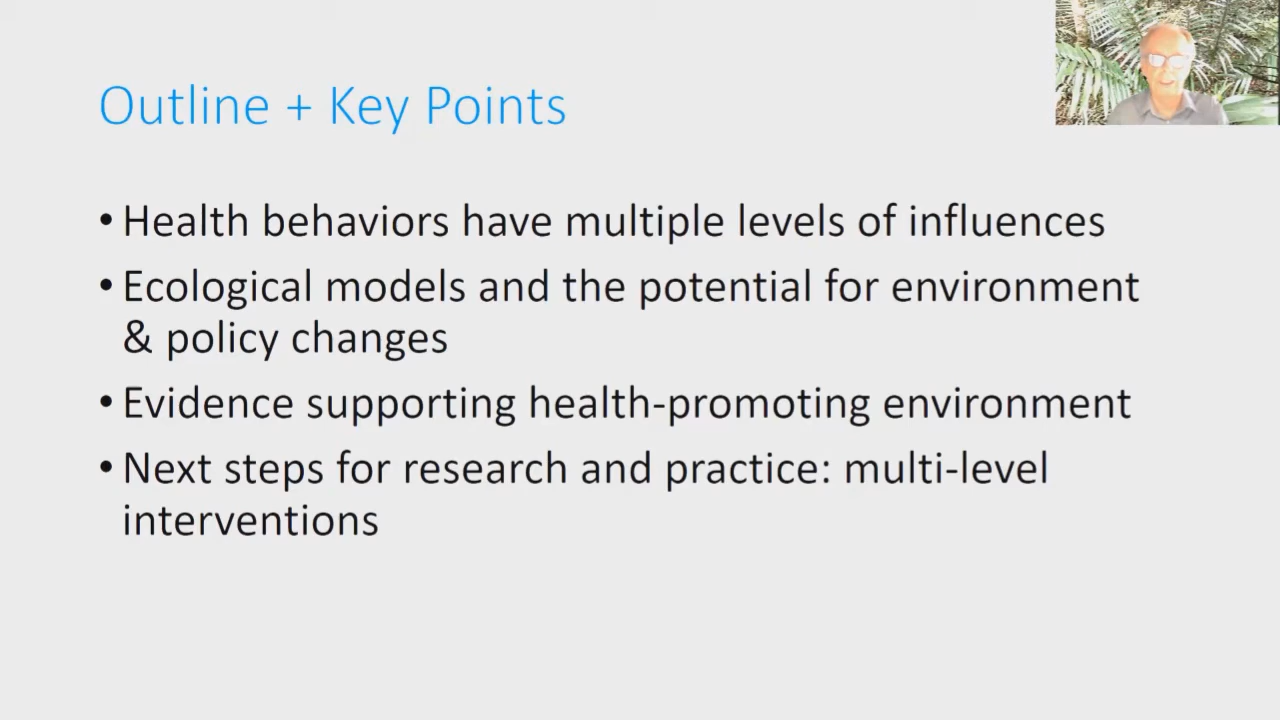 Outline + Key Points
• Health behaviors have multiple levels of influences
• Ecological models and the potential for environment
& policy changes
• Evidence supporting health-promoting environment
• Next steps for research and practice: multi-level
interventions